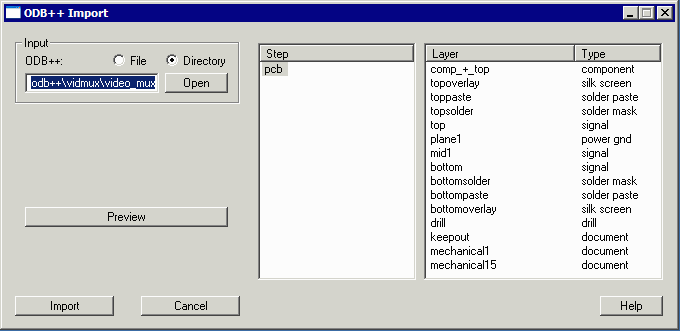 ODB++ Import
Input
ODB++: File Directory
odb++\vidmux\video_mux Open
Preview
Step
pcb
Layer Type
comp_+_top component
topoverlay silk screen
toppaste solder paste
topsolder solder mask
top signal
plane1 power gnd
mid1 signal
bottom signal
bottomsolder solder mask
bottompaste solder paste
bottomoverlay silk screen
drill drill
keepout document
mechanical1 document
mechanical15 document
Import Cancel Help